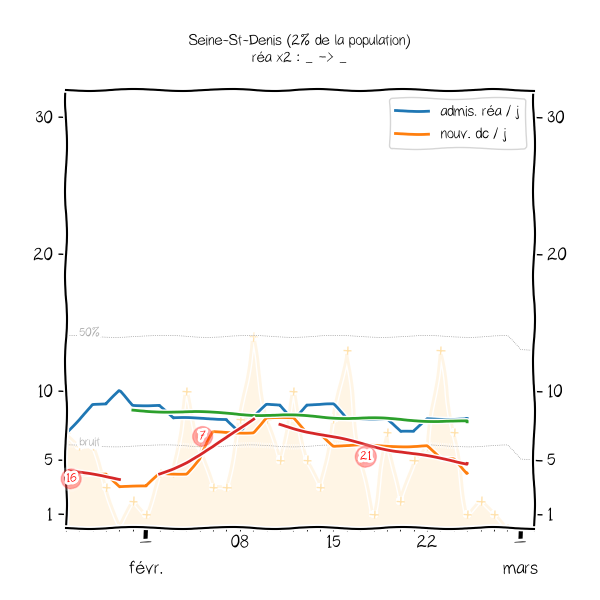 Seine-St-Denis (2% de la population)
réa x2 : _ -> _
admis. réa / j
nouv. dc / j
30
30
20
20
50%
10
10
bruit
7
5
21
5
16
1
1
08
15
22
févr.
mars